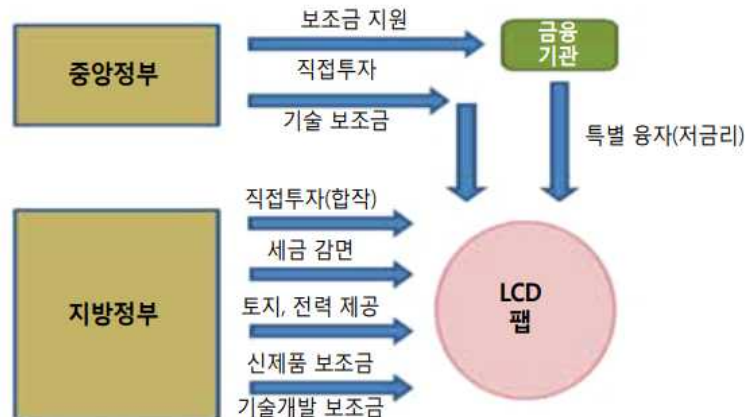 보조금 지원
금융
기관
중앙정부
직접투자
기술 보조금
특별 융자(저금리)
직접투자(합작)
세금 감면
LCD
팹
지방정부
토지, 전력 제공
신제품 보조금
기술개발 보조금